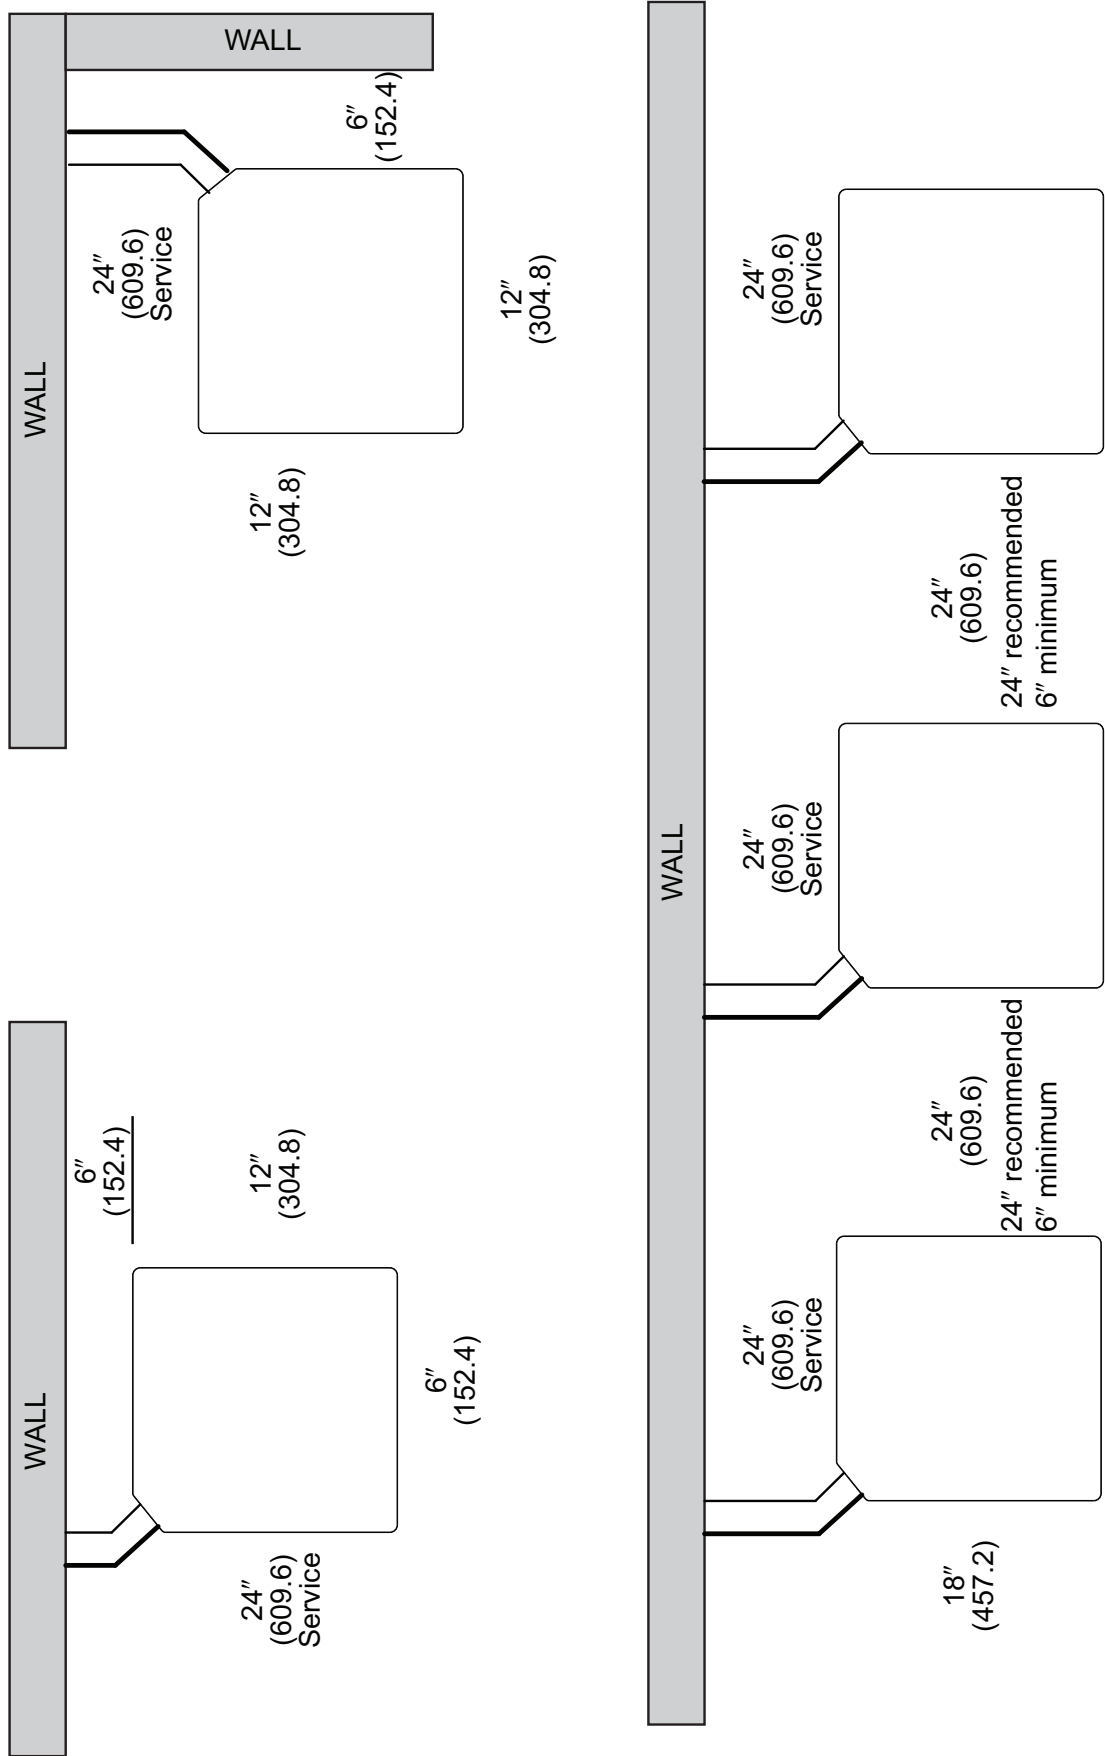 WALL
6″
(152.4)
24″
(609.6)
Service
12″
(304.8)
6″
(152.4)
WALL
WALL
24″
(609.6)
Service
12″
(304.8)
6″
(152.4)
12″
(304.8)
WALL
24″
(609.6)
Service
24″
(609.6)
Service
24″
(609.6)
Service
18″
(457.2)
24″
(609.6)
24″ recommended
6″ minimum
24″
(609.6)
24″ recommended
6″ minimum